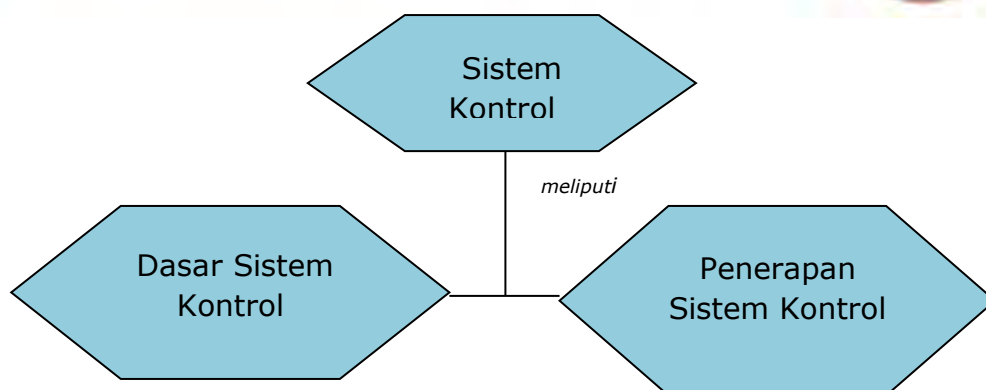 Sistem
Kontrol
meliputi
Dasar Sistem
Kontrol
Penerapan
Sistem Kontrol